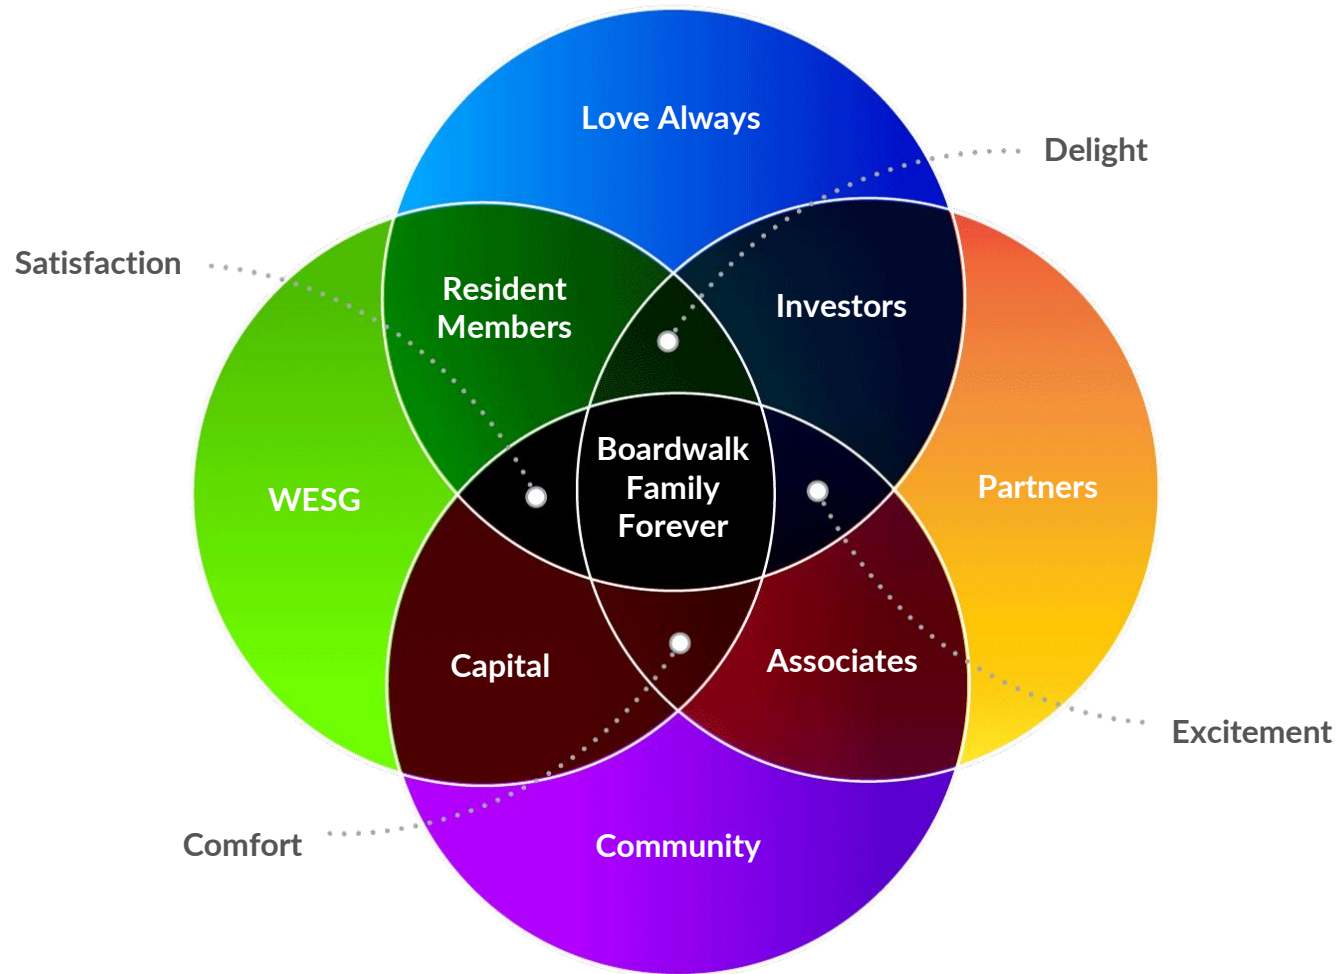 Love Always
Delight
Satisfaction
Resident
Members
Investors
Boardwalk
Family
Forever
WESG
Partners
Capital
Associates
Excitement
Comfort
Community